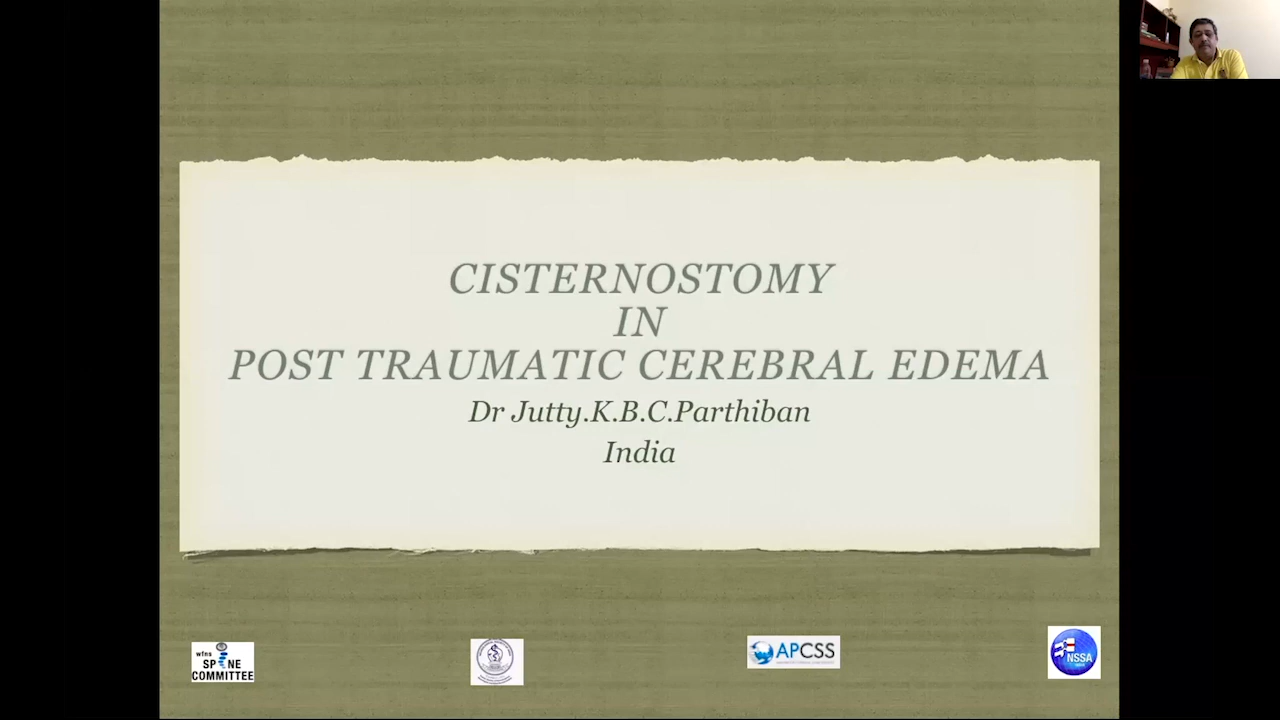 CISTERNOSTOMY
IN
POST TRAUMATIC CEREBRAL EDEMA
Dr Jutty.K.B.C.Parthiban
India
wfns
SPINE
COMMITTEE
APCSS
NSSA